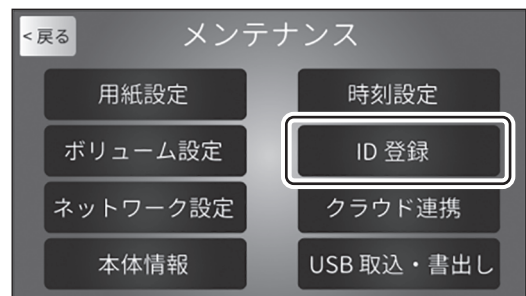 <戻る
メンテナンス
用紙設定
時刻設定
ボリューム設定
ID 登録
ネットワーク設定
クラウド連携
本体情報
USB 取込・書出し